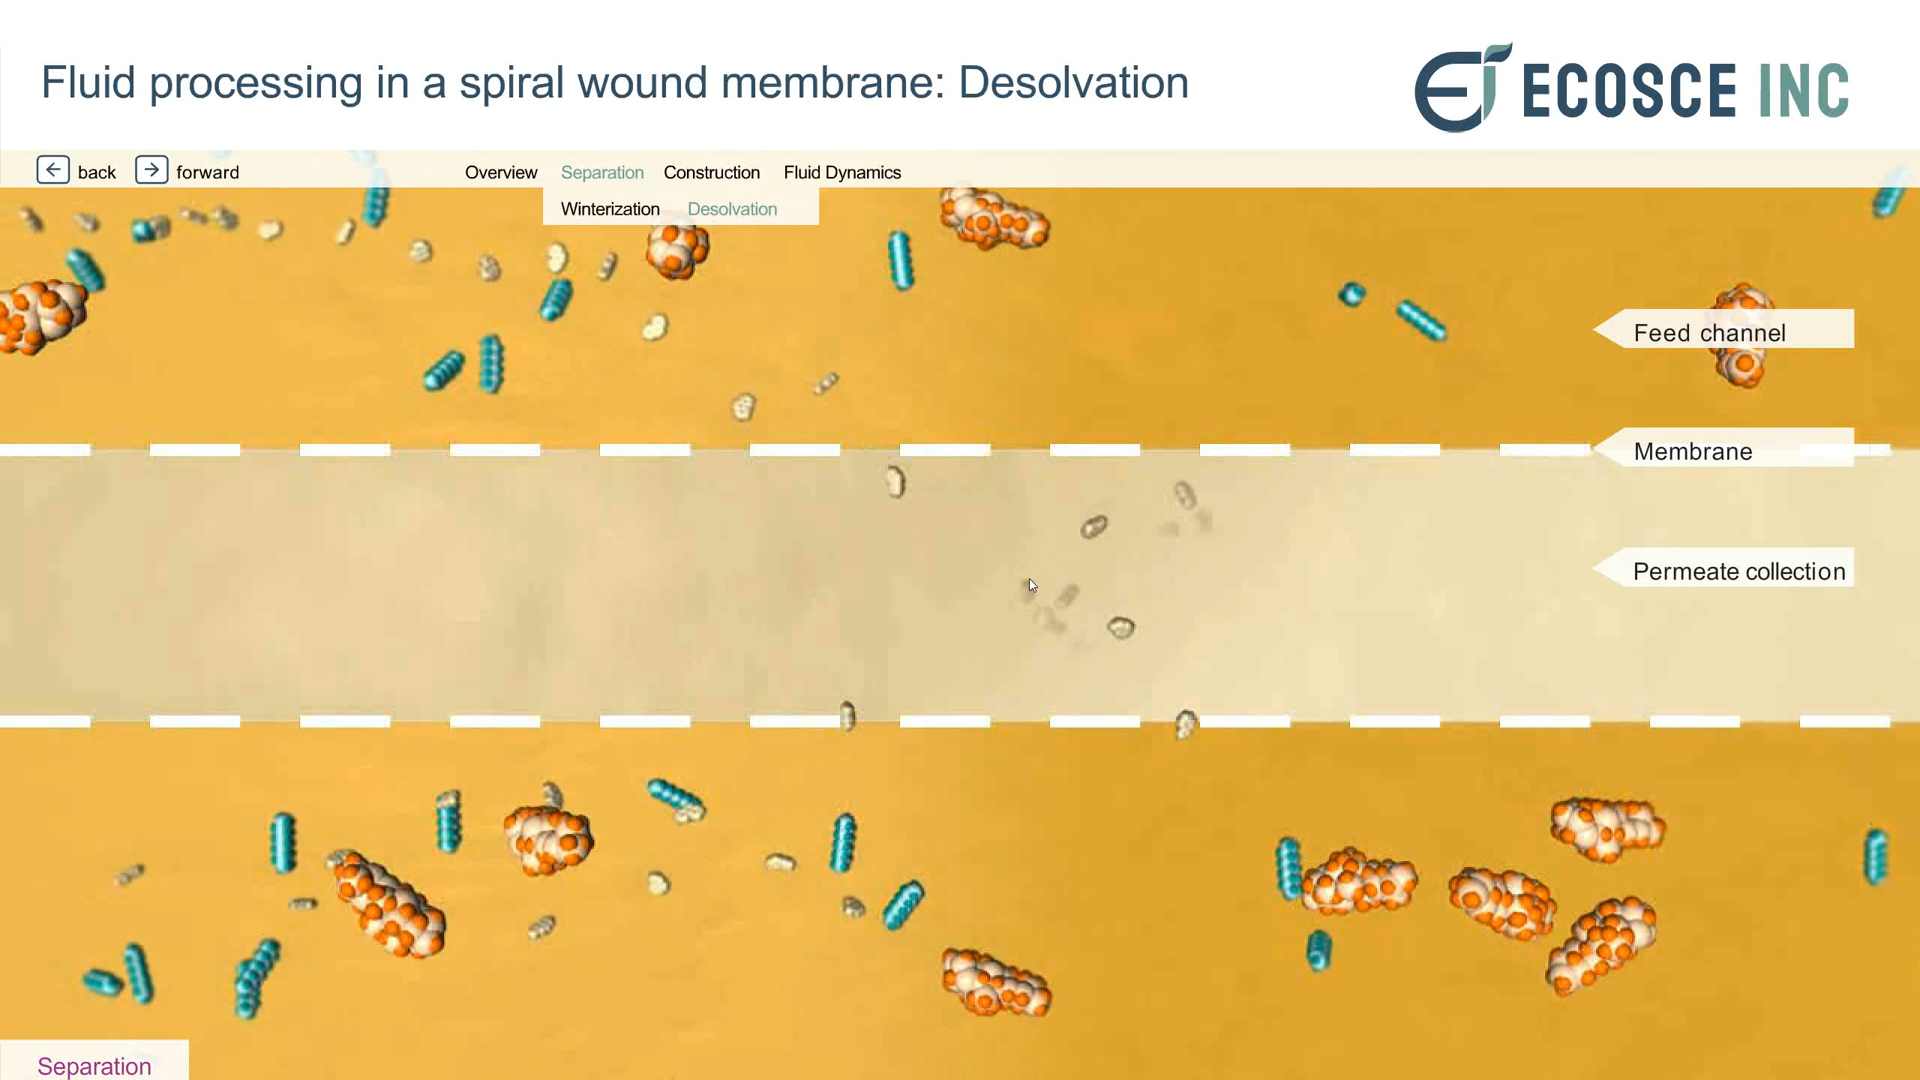 Fluid processing in a spiral wound membrane: Desolvation
ECOSCE INC
back forward Overview Separation Construction Fluid Dynamics
Winterization Desolvation
Feed channel
Membrane
Permeate collection
Separation